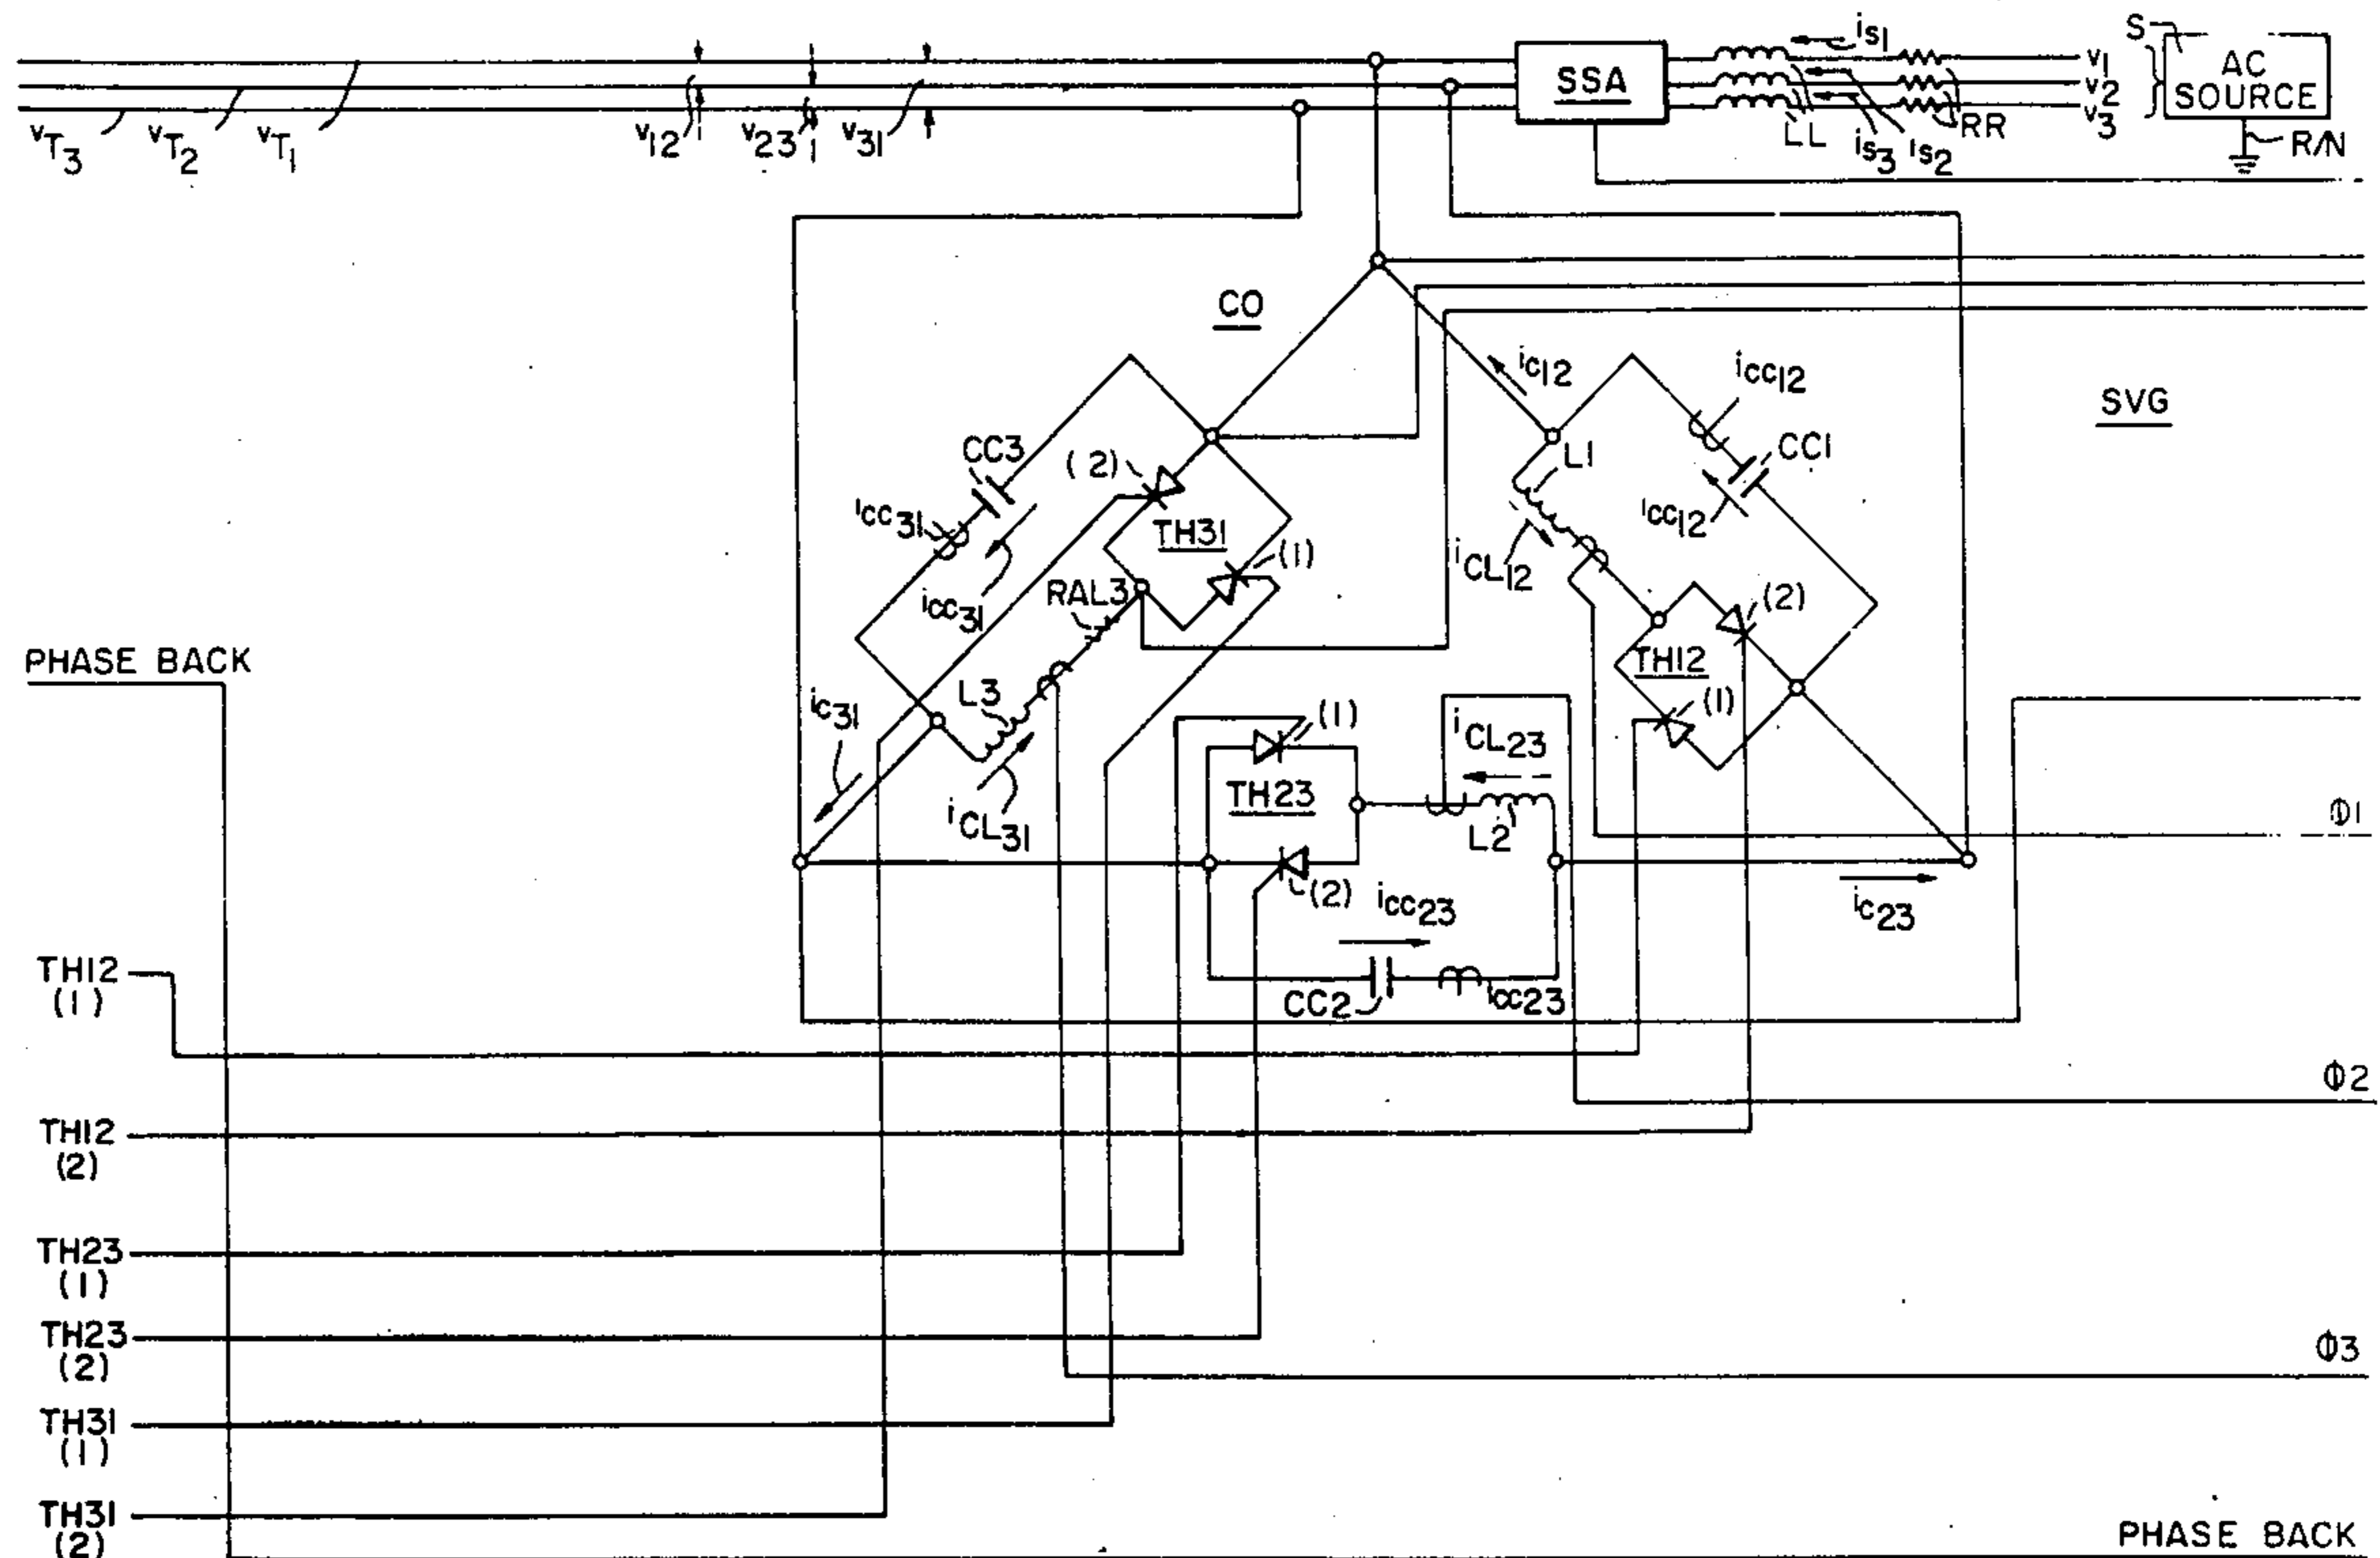 S
AC
SOURCE
R/N
v1
v2
v3
RR
LL
is1
is2
is3
SSA
vT3
vT2
vT1
v12
v23
v31
CO
SVG
CC3
icc31
icc31
(2)
TH31
(1)
RAL3
L3
ic31
iCL31
ic12
icc12
CC1
icc12
L1
iCL12
(2)
TH12
(1)
(1)
TH23
(2)
iCL23
L2
icc23
CC2
icc23
ic23
Φ1
Φ2
Φ3
PHASE BACK
TH12
(1)
TH12
(2)
TH23
(1)
TH23
(2)
TH31
(1)
TH31
(2)
PHASE BACK